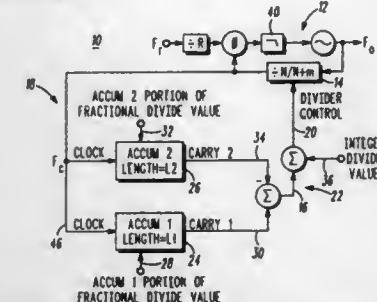 10
40
12
Fr
÷R
Ø
Fo
÷N/N+m
14
18
ACCUM 2 PORTION OF
FRACTIONAL DIVIDE VALUE
DIVIDER
CONTROL
32
34
20
INTEGE
DIVID
VALUE
Fc
CLOCK
ACCUM 2
LENGTH=L2
CARRY 2
26
-
Σ
Σ
36
16
22
46
CLOCK
ACCUM 1
LENGTH=L1
CARRY 1
24
30
28
ACCUM 1 PORTION OF
FRACTIONAL DIVIDE VALUE